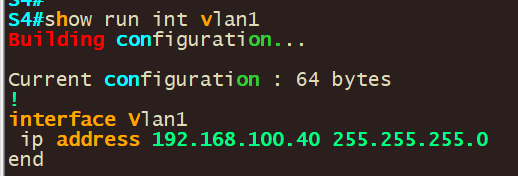 S4#
S4#show run int vlan1
Building configuration...
Current configuration : 64 bytes
!
interface Vlan1
ip address 192.168.100.40 255.255.255.0
end